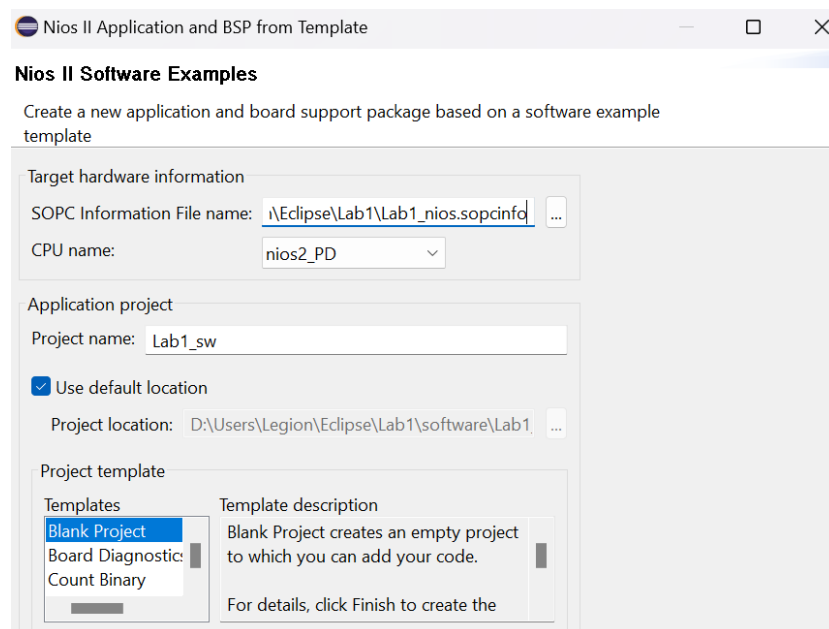 Nios II Application and BSP from Template
Nios II Software Examples
Create a new application and board support package based on a software example
template
Target hardware information
SOPC Information File name: \Eclipse\Lab1\Lab1_nios.sopcinfo ...
CPU name: nios2_PD
Application project
Project name: Lab1_sw
Use default location
Project location: D:\Users\Legion\Eclipse\Lab1\software\Lab1_ ...
Project template
Templates
Template description
Blank Project
Board Diagnostics
Count Binary
Blank Project creates an empty project
to which you can add your code.
For details, click Finish to create the